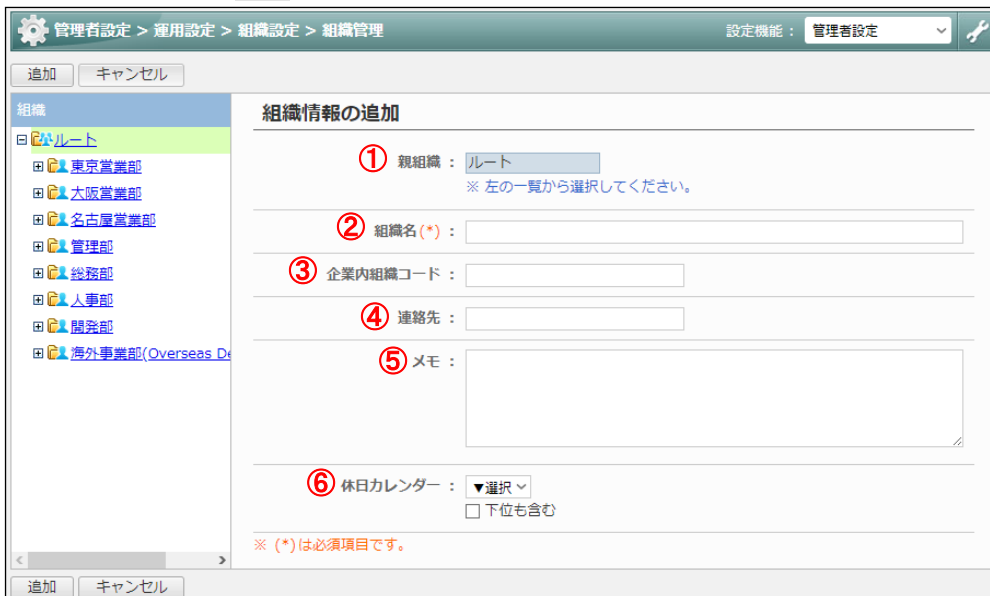 管理者設定 > 運用設定 > 組織設定 > 組織管理
設定機能： 管理者設定
追加 キャンセル
組織
ルート
東京営業部
大阪営業部
名古屋営業部
管理部
総務部
人事部
開発部
海外事業部(Overseas De
組織情報の追加
① 親組織： ルート
※ 左の一覧から選択してください。
② 組織名(*)：
③ 企業内組織コード：
④ 連絡先：
⑤ メモ：
⑥ 休日カレンダー： ▼選択
下位も含む
※ (*)は必須項目です。
追加 キャンセル